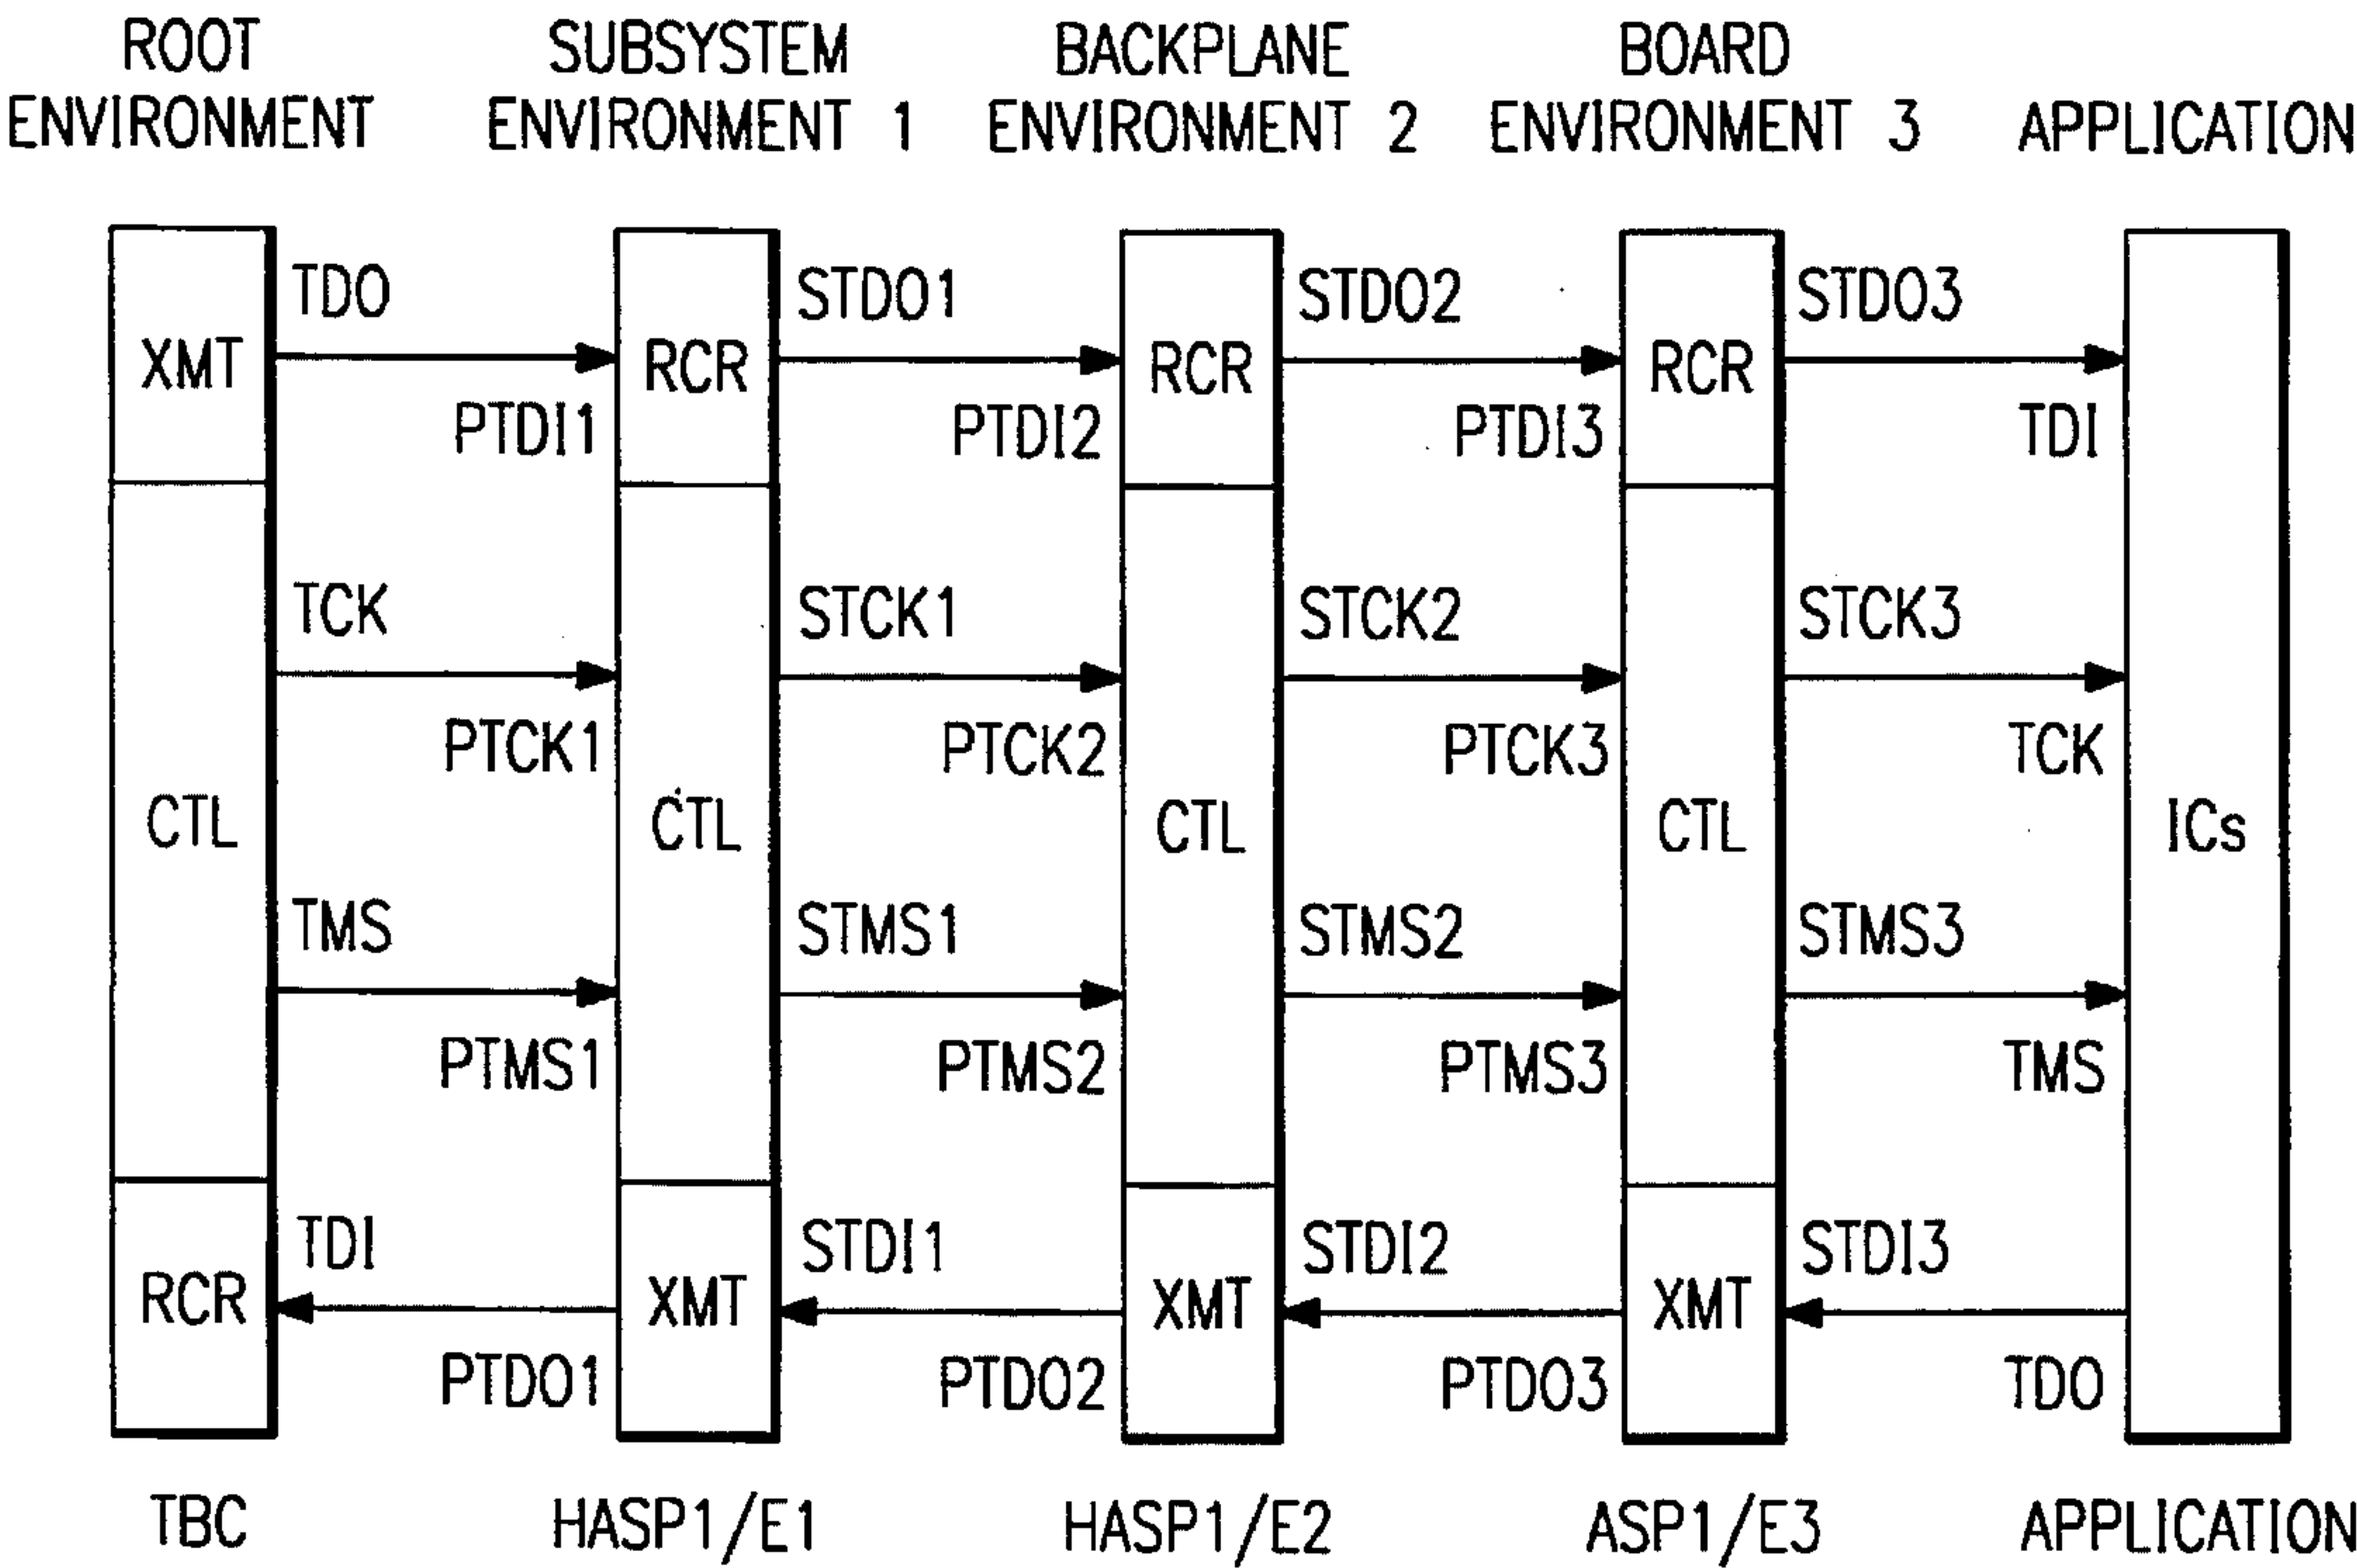 ROOT
ENVIRONMENT
SUBSYSTEM
ENVIRONMENT 1
BACKPLANE
ENVIRONMENT 2
BOARD
ENVIRONMENT 3
APPLICATION
TDO
STDO1
STDO2
STDO3
XMT
RCR
RCR
RCR
PTDI1
PTDI2
PTDI3
TDI
TCK
STCK1
STCK2
STCK3
PTCK1
PTCK2
PTCK3
TCK
CTL
CTL
CTL
CTL
ICs
TMS
STMS1
STMS2
STMS3
PTMS1
PTMS2
PTMS3
TMS
TDI
STDI1
STDI2
STDI3
RCR
XMT
XMT
XMT
PTDO1
PTDO2
PTDO3
TDO
TBC
HASP1/E1
HASP1/E2
ASP1/E3
APPLICATION